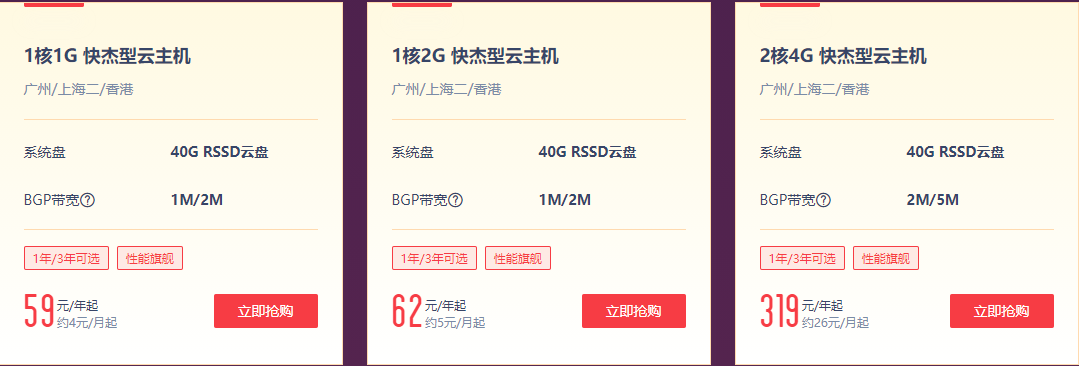 1核1G 快杰型云主机
广州/上海二/香港
系统盘 40G RSSD云盘
BGP带宽? 1M/2M
1年/3年可选 性能旗舰
59 元/年起
约4元/月起
立即抢购
1核2G 快杰型云主机
广州/上海二/香港
系统盘 40G RSSD云盘
BGP带宽? 1M/2M
1年/3年可选 性能旗舰
62 元/年起
约5元/月起
立即抢购
2核4G 快杰型云主机
广州/上海二/香港
系统盘 40G RSSD云盘
BGP带宽? 2M/5M
1年/3年可选 性能旗舰
319 元/年起
约26元/月起
立即抢购